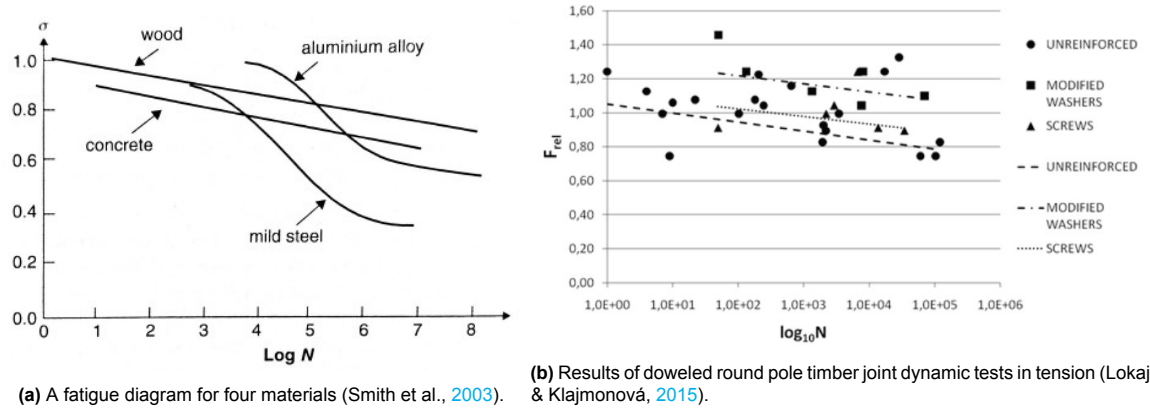 σ
1.0
0.8
0.6
0.4
0.2
0.0
0 1 2 3 4 5 6 7 8
Log N
wood
aluminium alloy
concrete
mild steel
(a) A fatigue diagram for four materials (Smith et al., 2003).
1,60
1,40
1,20
1,00
0,80
0,60
0,40
0,20
0,00
F_rel
1,0E+00 1,0E+01 1,0E+02 1,0E+03 1,0E+04 1,0E+05 1,0E+06
log₁₀N
UNREINFORCED
MODIFIED
WASHERS
SCREWS
UNREINFORCED
MODIFIED
WASHERS
SCREWS
(b) Results of doweled round pole timber joint dynamic tests in tension (Lokaj
& Klajmonová, 2015).